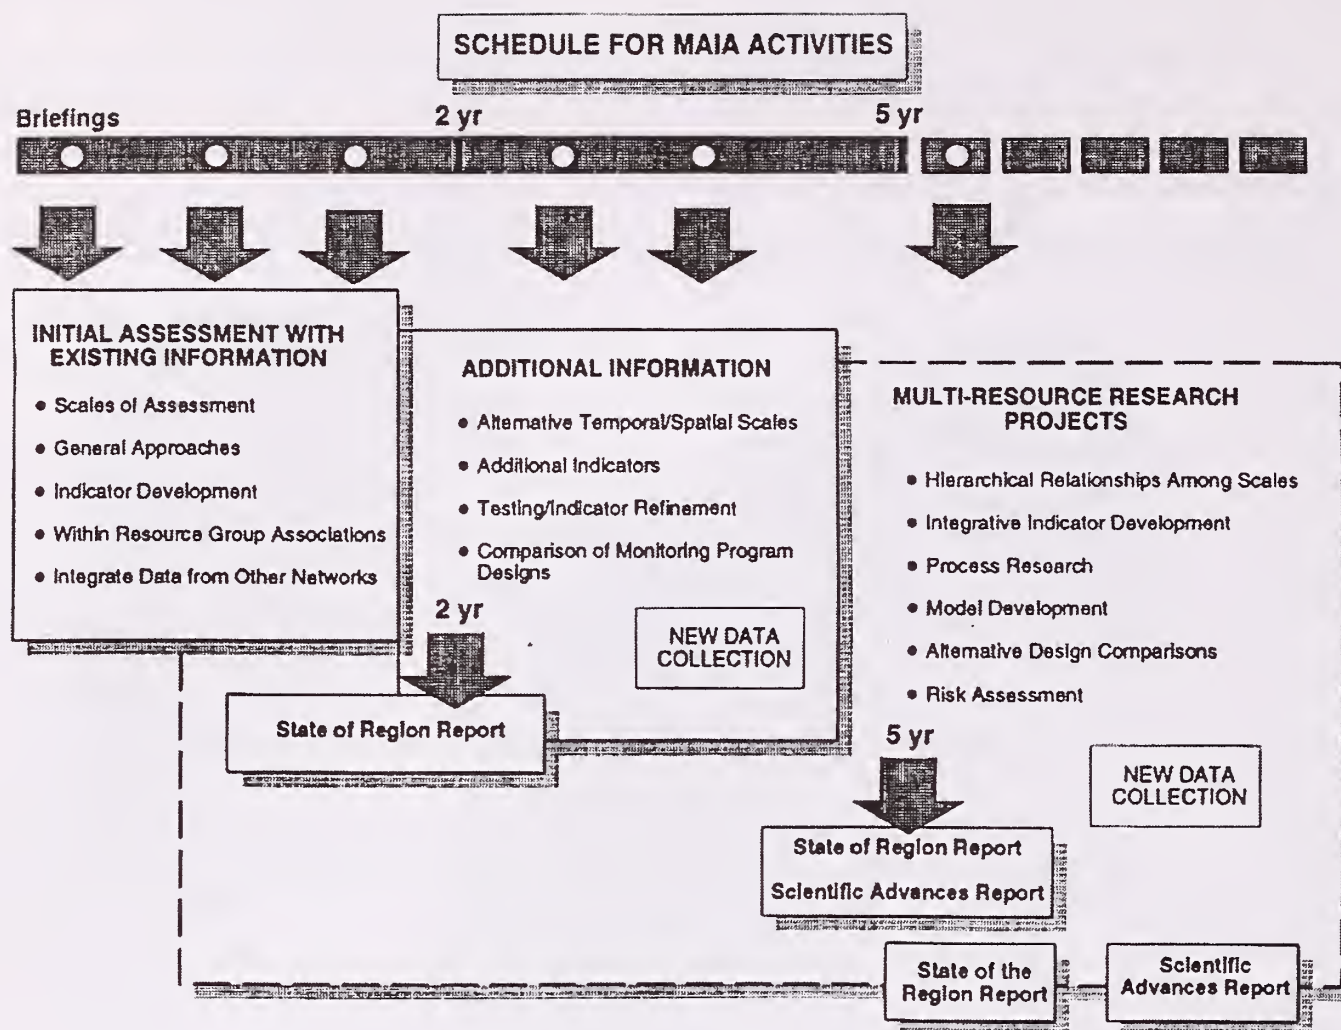 SCHEDULE FOR MAIA ACTIVITIES
Briefings
2 yr
5 yr
INITIAL ASSESSMENT WITH
EXISTING INFORMATION
• Scales of Assessment
• General Approaches
• Indicator Development
• Within Resource Group Associations
• Integrate Data from Other Networks
ADDITIONAL INFORMATION
• Alternative Temporal/Spatial Scales
• Additional Indicators
• Testing/Indicator Refinement
• Comparison of Monitoring Program
Designs
NEW DATA
COLLECTION
2 yr
State of Region Report
MULTI-RESOURCE RESEARCH
PROJECTS
• Hierarchical Relationships Among Scales
• Integrative Indicator Development
• Process Research
• Model Development
• Alternative Design Comparisons
• Risk Assessment
5 yr
NEW DATA
COLLECTION
State of Region Report
Scientific Advances Report
State of the
Region Report
Scientific
Advances Report